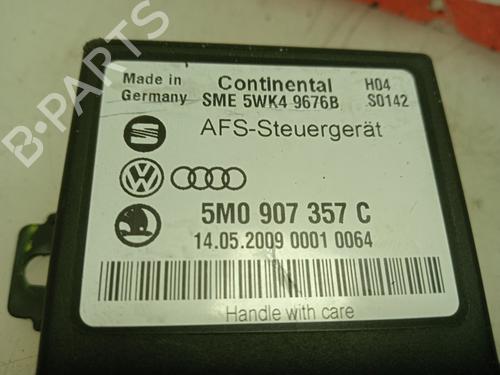 Made in
Germany
Continental
SME 5WK4 9676B
H04
S0142
AFS-Steuergerät
5M0 907 357 C
14.05.2009 0001 0064
Handle with care
B-PARTS